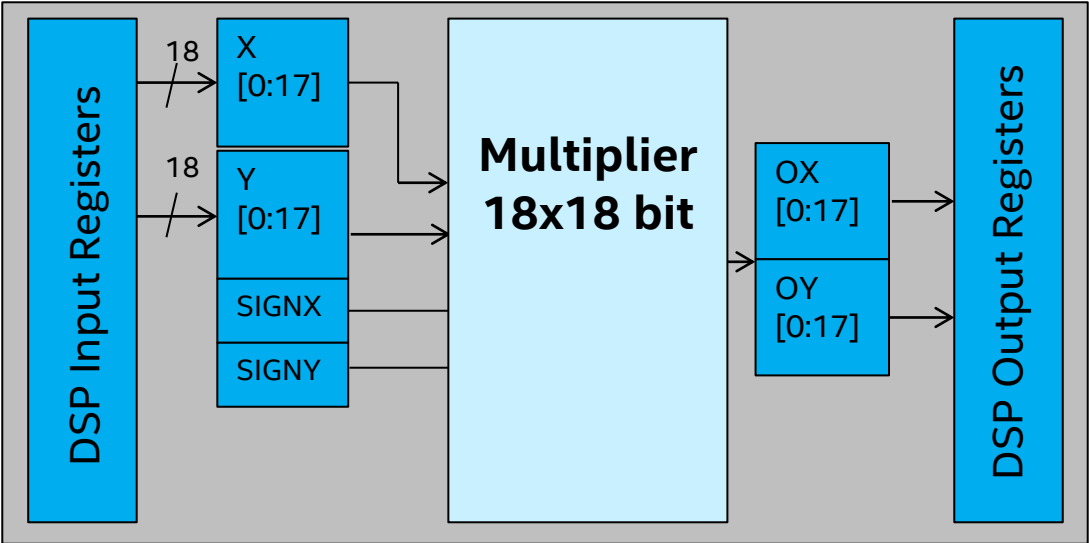 DSP Input Registers
18
X
[0:17]
18
Y
[0:17]
SIGNX
SIGNY
Multiplier
18x18 bit
OX
[0:17]
OY
[0:17]
DSP Output Registers